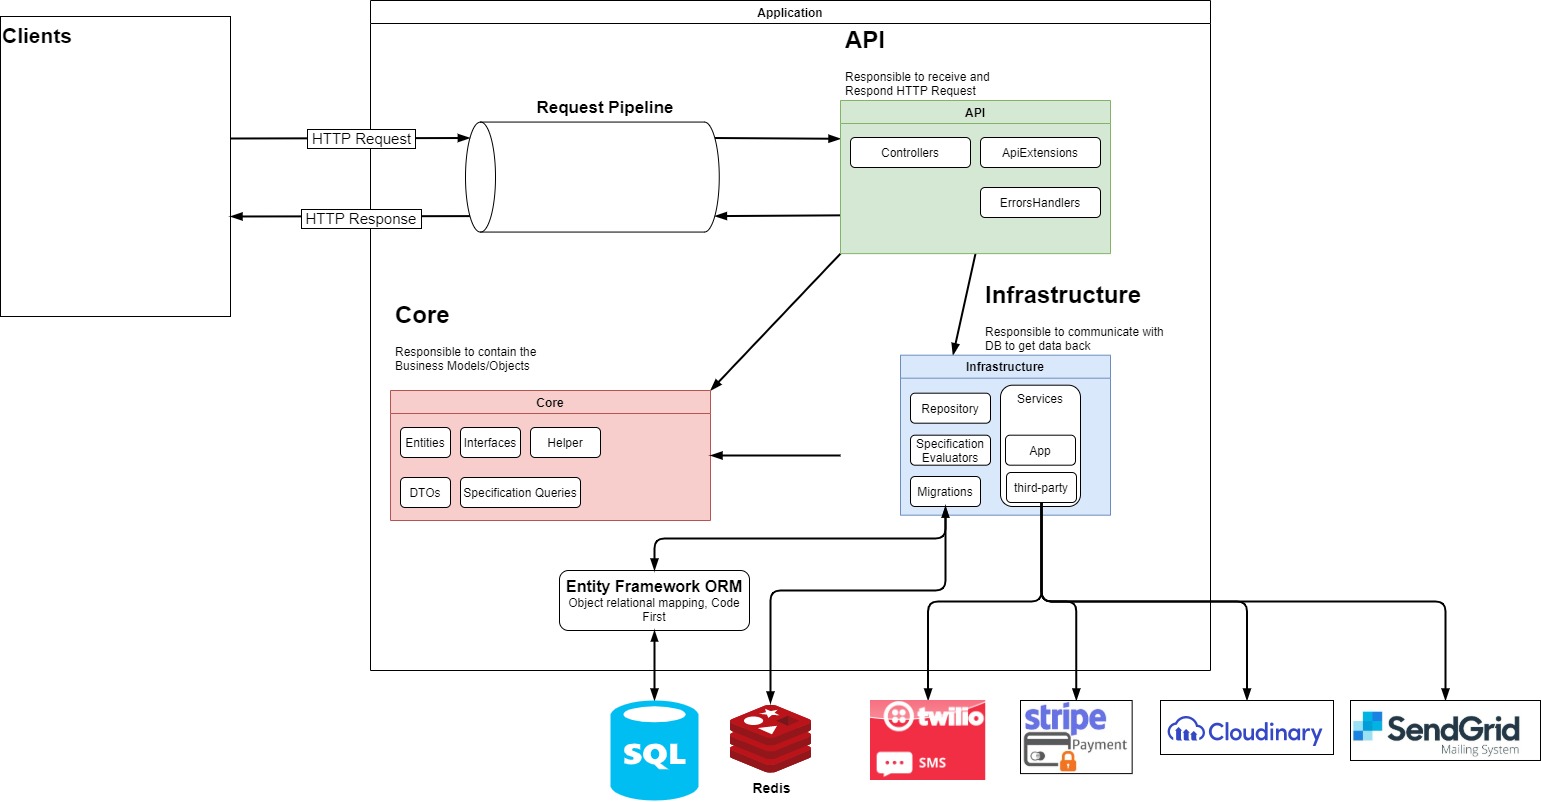 Application
Clients
API
Responsible to receive and
Respond HTTP Request
Request Pipeline
API
HTTP Request
Controllers
ApiExtensions
ErrorsHandlers
HTTP Response
Infrastructure
Core
Responsible to communicate with
DB to get data back
Responsible to contain the
Business Models/Objects
Infrastructure
Core
Services
Repository
Entities
Interfaces
Helper
Specification
Evaluators
App
DTOs
Specification Queries
Migrations
third-party
Entity Framework ORM
Object relational mapping, Code
First
SQL
Redis
twilio
SMS
stripe
Payment
Cloudinary
SendGrid
Mailing System